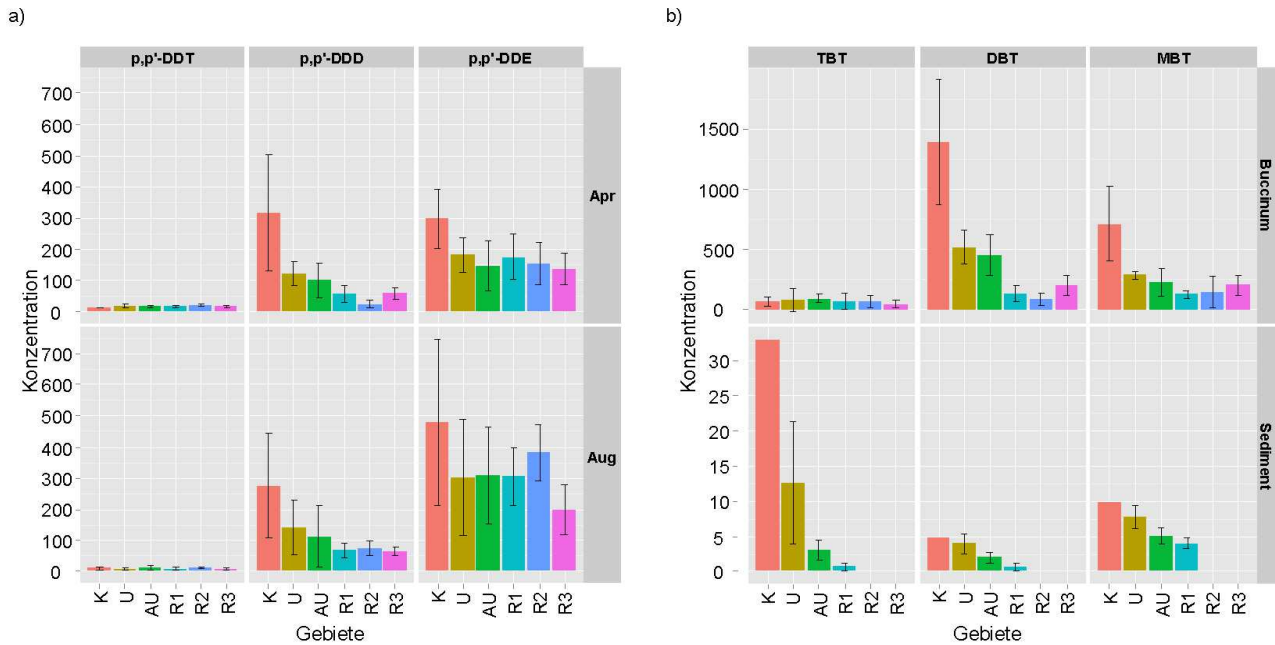 a)
p,p'-DDT p,p'-DDD p,p'-DDE
Konzentration
700
600
500
400
300
200
100
0
Apr
Konzentration
700
600
500
400
300
200
100
0
Aug
K U AU R1 R2 R3 K U AU R1 R2 R3 K U AU R1 R2 R3
Gebiete
b)
TBT DBT MBT
Konzentration
1500
1000
500
0
Buccinum
Konzentration
35
30
25
20
15
10
5
0
Sediment
K U AU R1 R2 R3 K U AU R1 R2 R3 K U AU R1 R2 R3
Gebiete